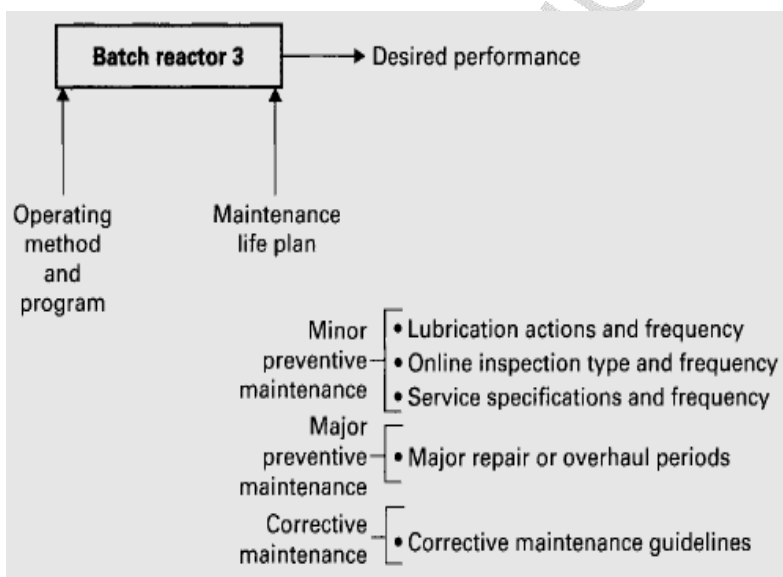 Batch reactor 3
Desired performance
Operating
method
and
program
Maintenance
life plan
Minor
preventive
maintenance
• Lubrication actions and frequency
• Online inspection type and frequency
• Service specifications and frequency
Major
preventive
maintenance
• Major repair or overhaul periods
Corrective
maintenance
• Corrective maintenance guidelines